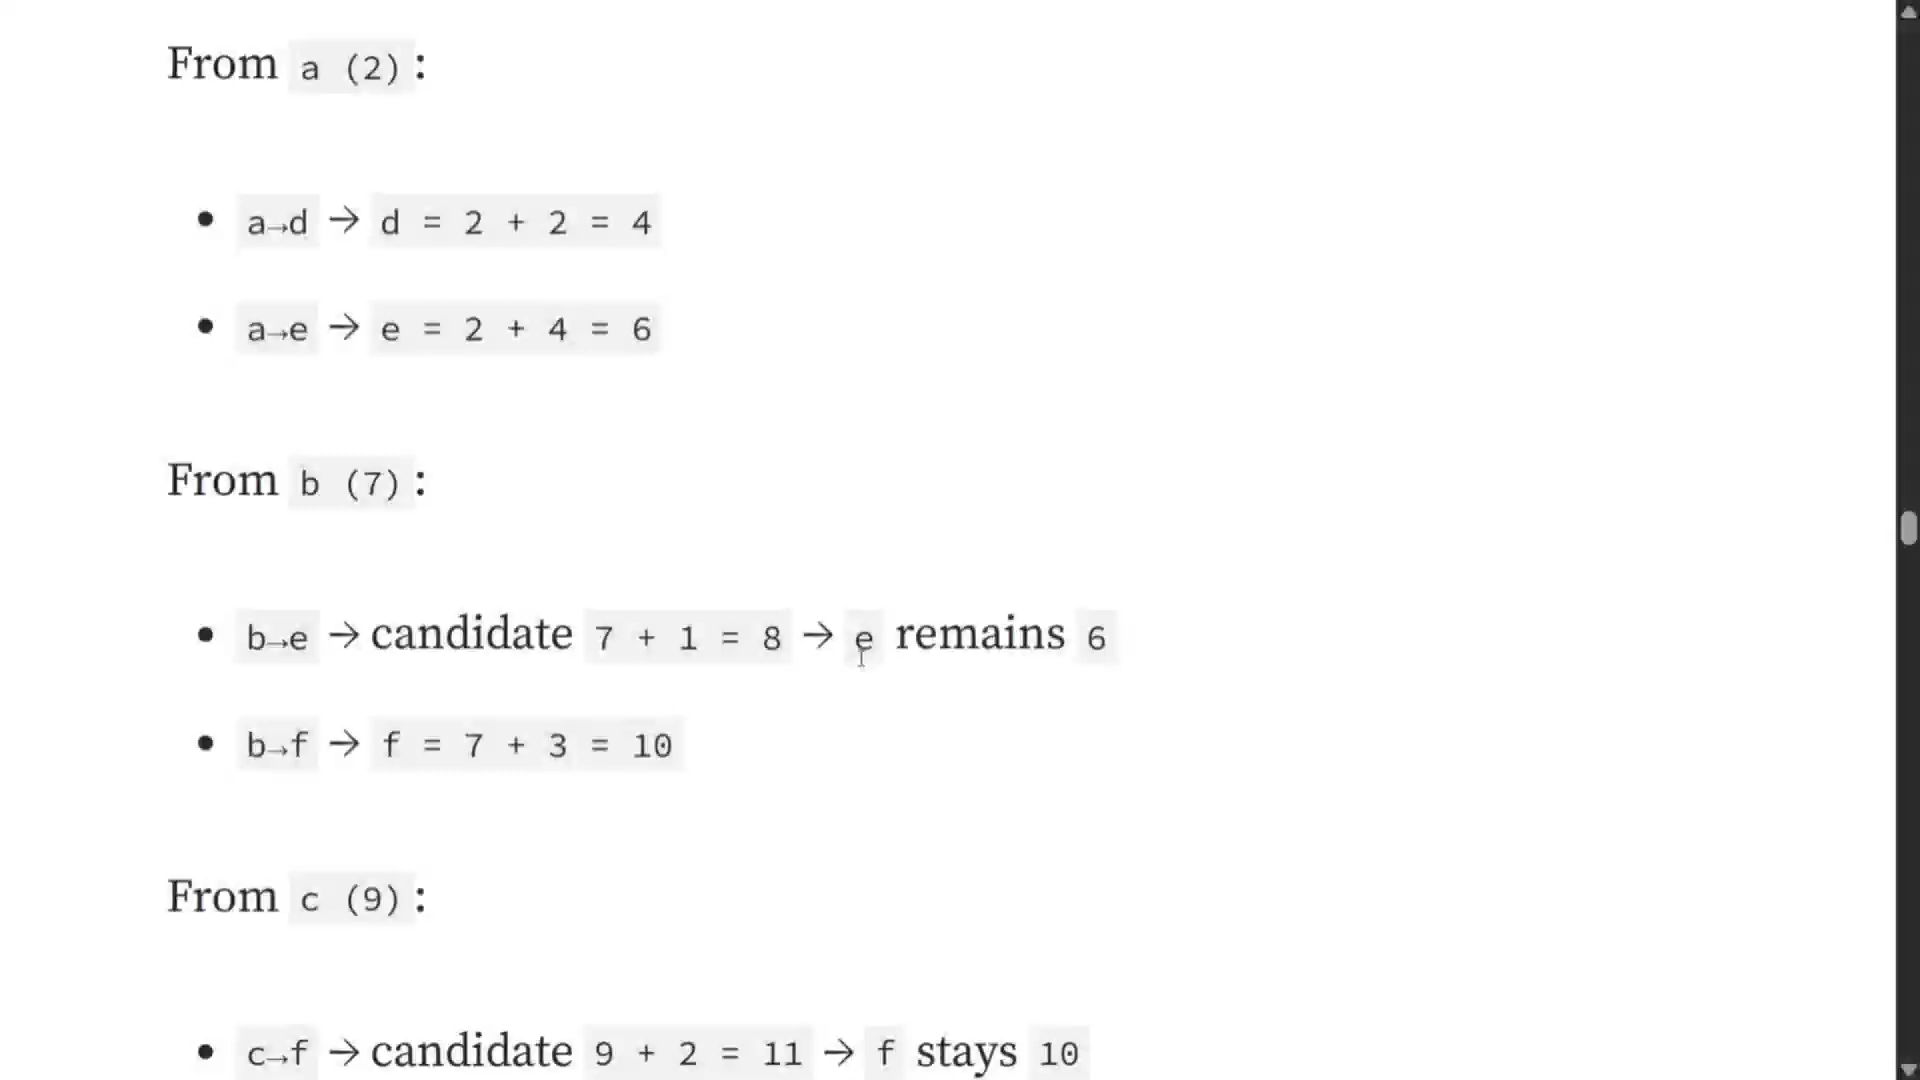 From a (2):
• a→d → d = 2 + 2 = 4
• a→e → e = 2 + 4 = 6
From b (7):
• b→e → candidate 7 + 1 = 8 → e remains 6
• b→f → f = 7 + 3 = 10
From c (9):
• c→f → candidate 9 + 2 = 11 → f stays 10